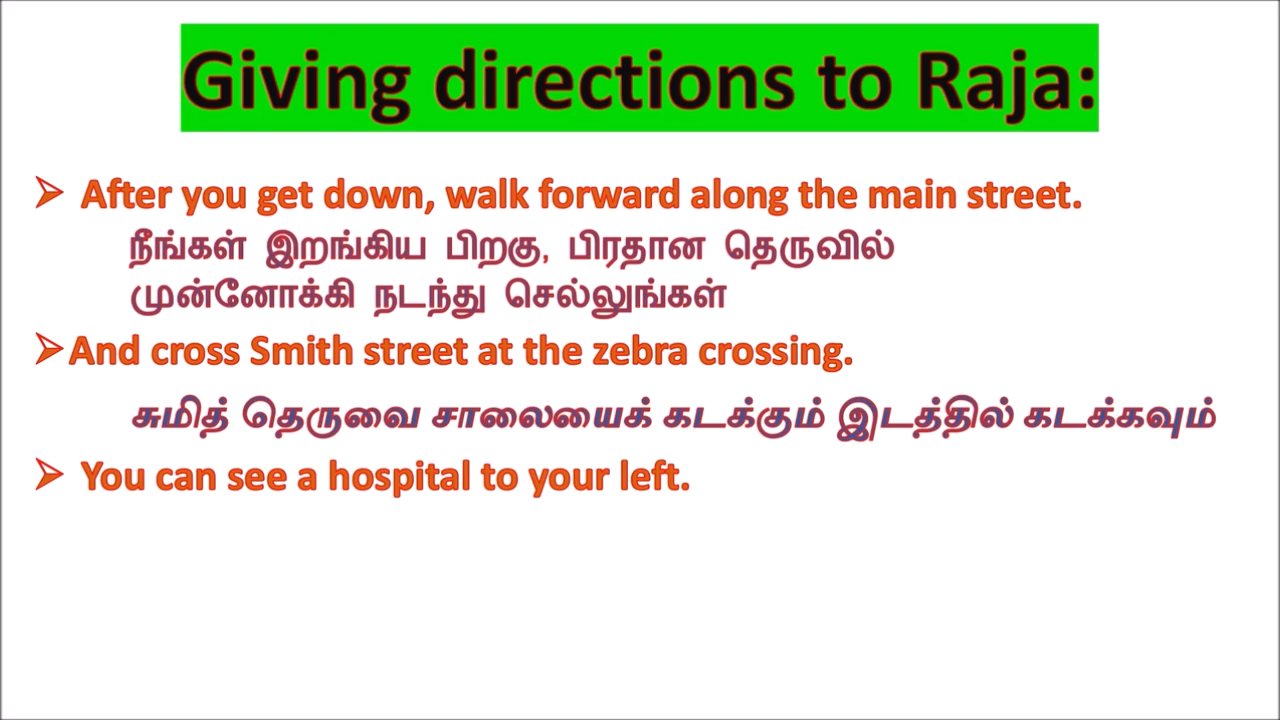 Giving directions to Raja:
After you get down, walk forward along the main street.
நீங்கள் இறங்கிய பிறகு, பிரதான தெருவில்
முன்னோக்கி நடந்து செல்லுங்கள்
And cross Smith street at the zebra crossing.
சுமித் தெருவை சாலையைக் கடக்கும் இடத்தில் கடக்கவும்
You can see a hospital to your left.